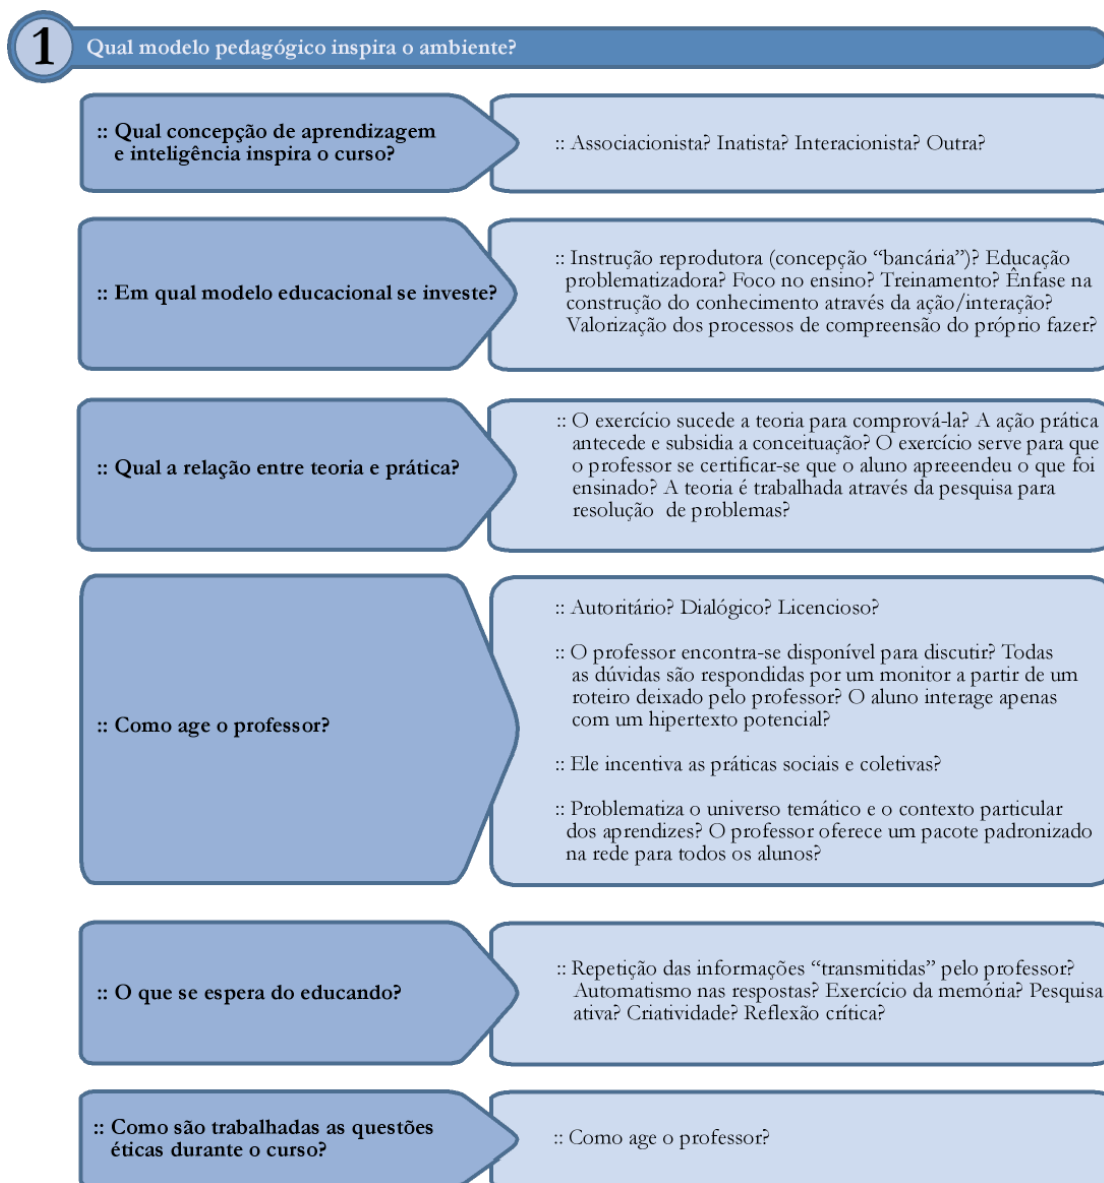 1
Qual modelo pedagógico inspira o ambiente?
:: Qual concepção de aprendizagem
e inteligência inspira o curso?
:: Associacionista? Inatista? Interacionista? Outra?
:: Em qual modelo educacional se investe?
:: Instrução reprodutora (concepção “bancária”)? Educação
problematizadora? Foco no ensino? Treinamento? Ênfase na
construção do conhecimento através da ação/interação?
Valorização dos processos de compreensão do próprio fazer?
:: Qual a relação entre teoria e prática?
:: O exercício sucede a teoria para comprová-la? A ação prática
antecede e subsidia a conceituação? O exercício serve para que
o professor se certificar-se que o aluno apreeendeu o que foi
ensinado? A teoria é trabalhada através da pesquisa para
resolução de problemas?
:: Como age o professor?
:: Autoritário? Dialógico? Licencioso?
:: O professor encontra-se disponível para discutir? Todas
as dúvidas são respondidas por um monitor a partir de um
roteiro deixado pelo professor? O aluno interage apenas
com um hipertexto potencial?
:: Ele incentiva as práticas sociais e coletivas?
:: Problematiza o universo temático e o contexto particular
dos aprendizes? O professor oferece um pacote padronizado
na rede para todos os alunos?
:: O que se espera do educando?
:: Repetição das informações “transmitidas” pelo professor?
Automatismo nas respostas? Exercício da memória? Pesquisa
ativa? Criatividade? Reflexão crítica?
:: Como são trabalhadas as questões
éticas durante o curso?
:: Como age o professor?